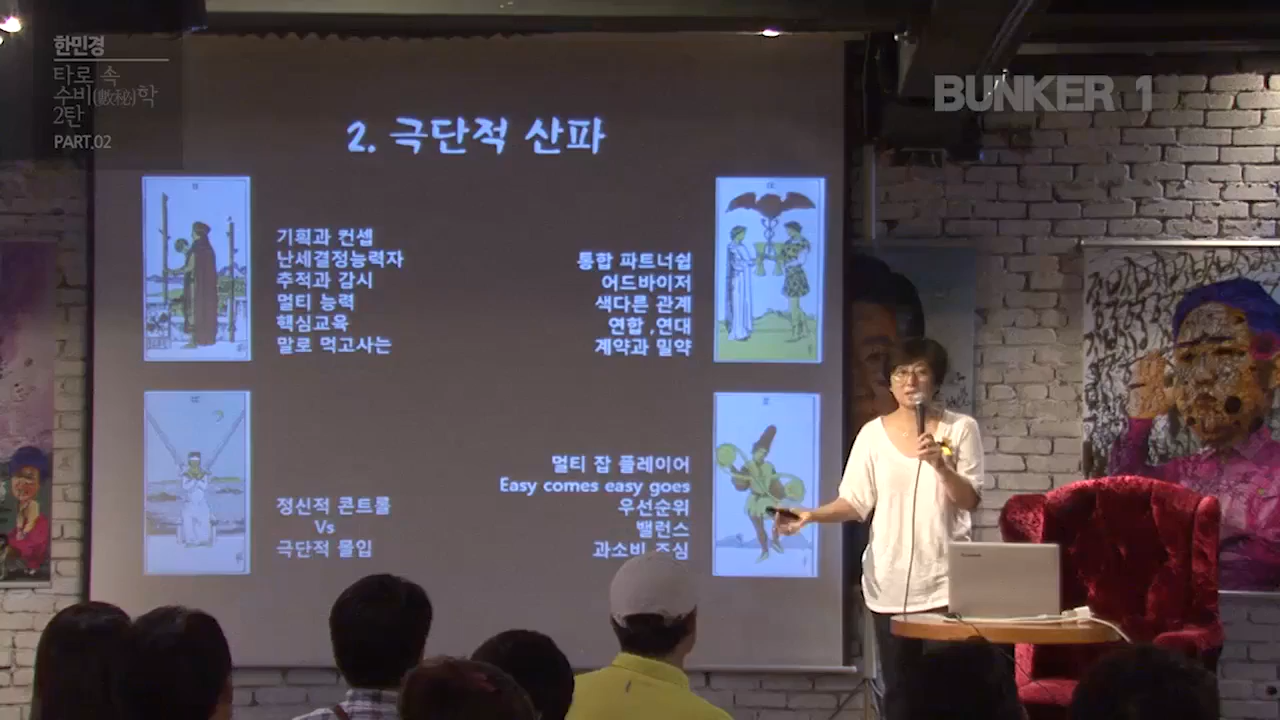 한민경
타로 속
수비(數秘)학
2탄
PART.02
BUNKER 1
2. 극단적 산파
기획과 컨셉
난세결정능력자
추적과 감시
멀티 능력
핵심교육
말로 먹고사는
통합 파트너쉽
어드바이저
색다른 관계
연합 ,연대
계약과 밀약
정신적 콘트롤
Vs
극단적 몰입
멀티 잡 플레이어
Easy comes easy goes
우선순위
밸런스
과소비 조심